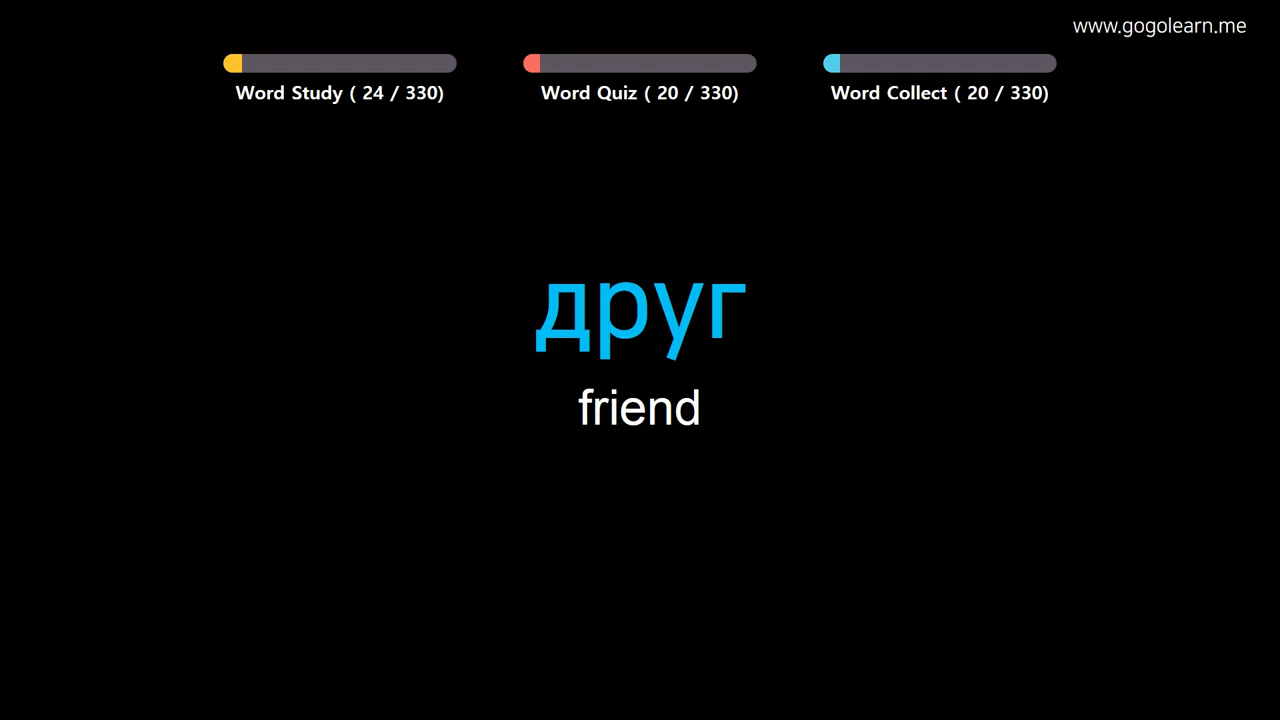 www.gogolearn.me
Word Study ( 24 / 330)
Word Quiz ( 20 / 330)
Word Collect ( 20 / 330)
друг
friend